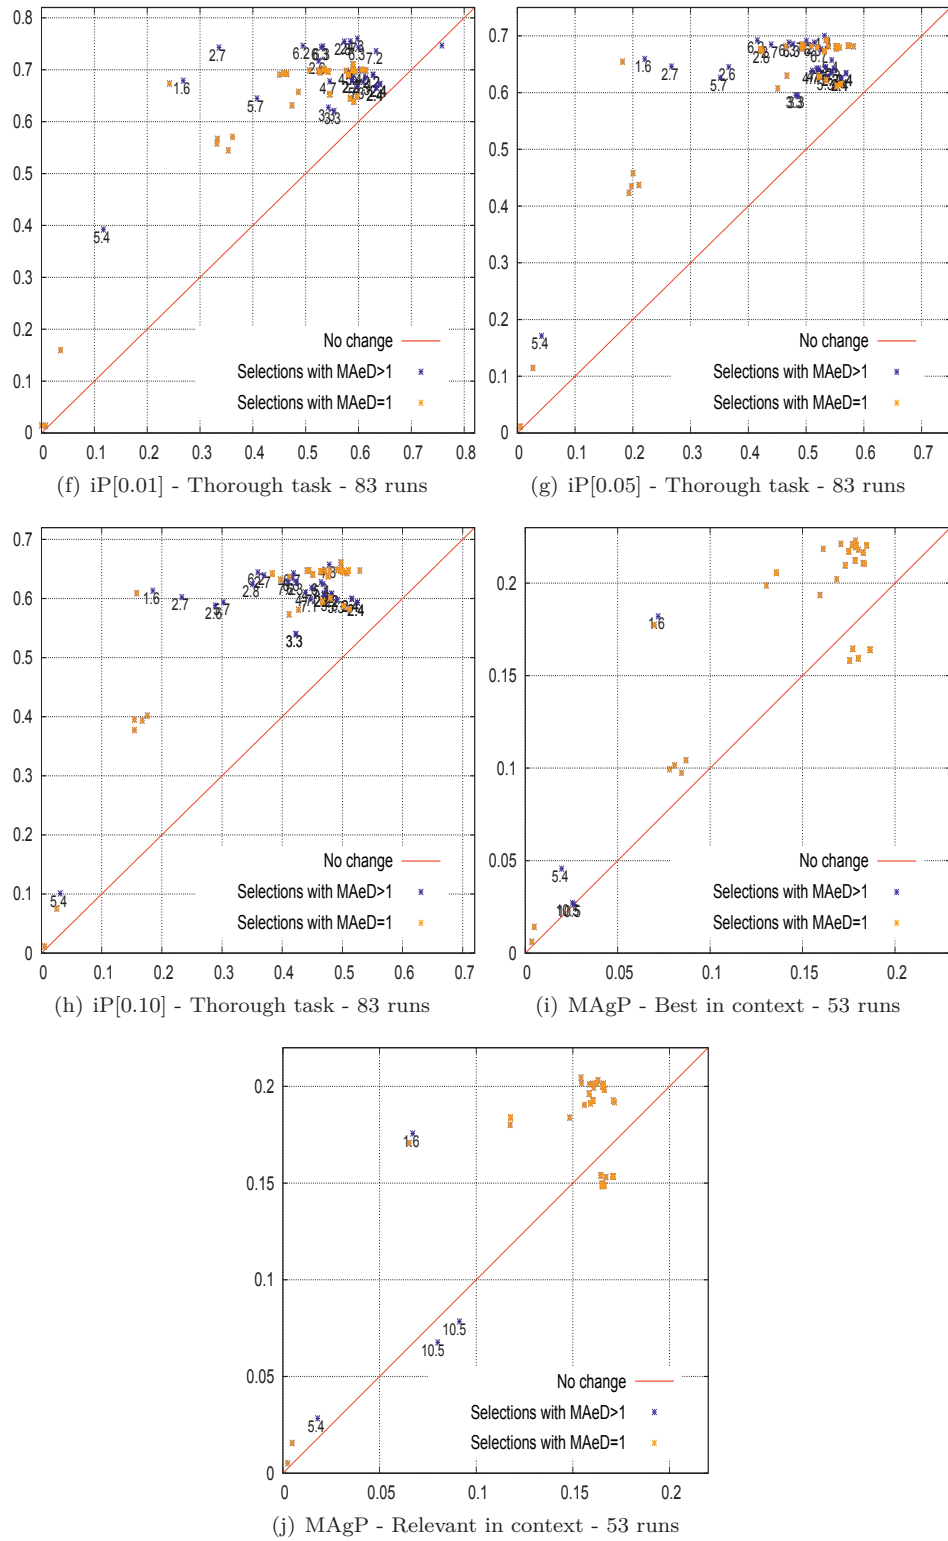 0.8
0.7
0.6
0.5
0.4
0.3
0.2
0.1
0
0 0.1 0.2 0.3 0.4 0.5 0.6 0.7 0.8
2.7
6.2
1.6
5.7
4.7
7.2
3.3
5.4
No change
Selections with MAeD>1
Selections with MAeD=1
(f) iP[0.01] - Thorough task - 83 runs
0.7
0.6
0.5
0.4
0.3
0.2
0.1
0
0 0.1 0.2 0.3 0.4 0.5 0.6 0.7
1.6
2.7
2.6
5.7
3.3
5.4
No change
Selections with MAeD>1
Selections with MAeD=1
(g) iP[0.05] - Thorough task - 83 runs
0.7
0.6
0.5
0.4
0.3
0.2
0.1
0
0 0.1 0.2 0.3 0.4 0.5 0.6 0.7
1.6
2.7
2.8
2.7
2.6
5.7
3.3
2.4
5.4
No change
Selections with MAeD>1
Selections with MAeD=1
(h) iP[0.10] - Thorough task - 83 runs
0.2
0.15
0.1
0.05
0
0 0.05 0.1 0.15 0.2
1.6
5.4
10.5
No change
Selections with MAeD>1
Selections with MAeD=1
(i) MAgP - Best in context - 53 runs
0.2
0.15
0.1
0.05
0
0 0.05 0.1 0.15 0.2
1.6
10.5
10.5
5.4
No change
Selections with MAeD>1
Selections with MAeD=1
(j) MAgP - Relevant in context - 53 runs